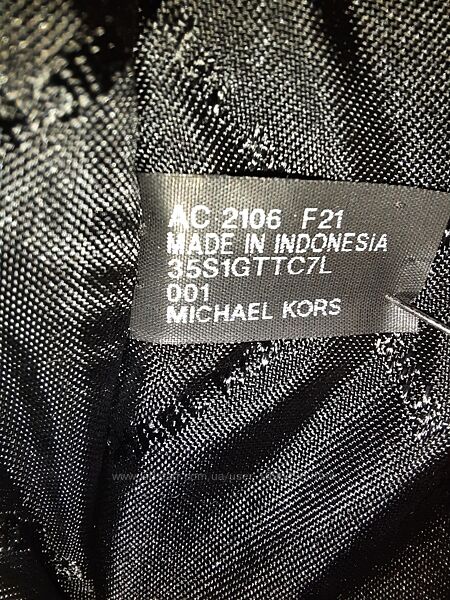 AC 2106 F21
MADE IN INDONESIA
35S1GTTC7L
001
MICHAEL KORS